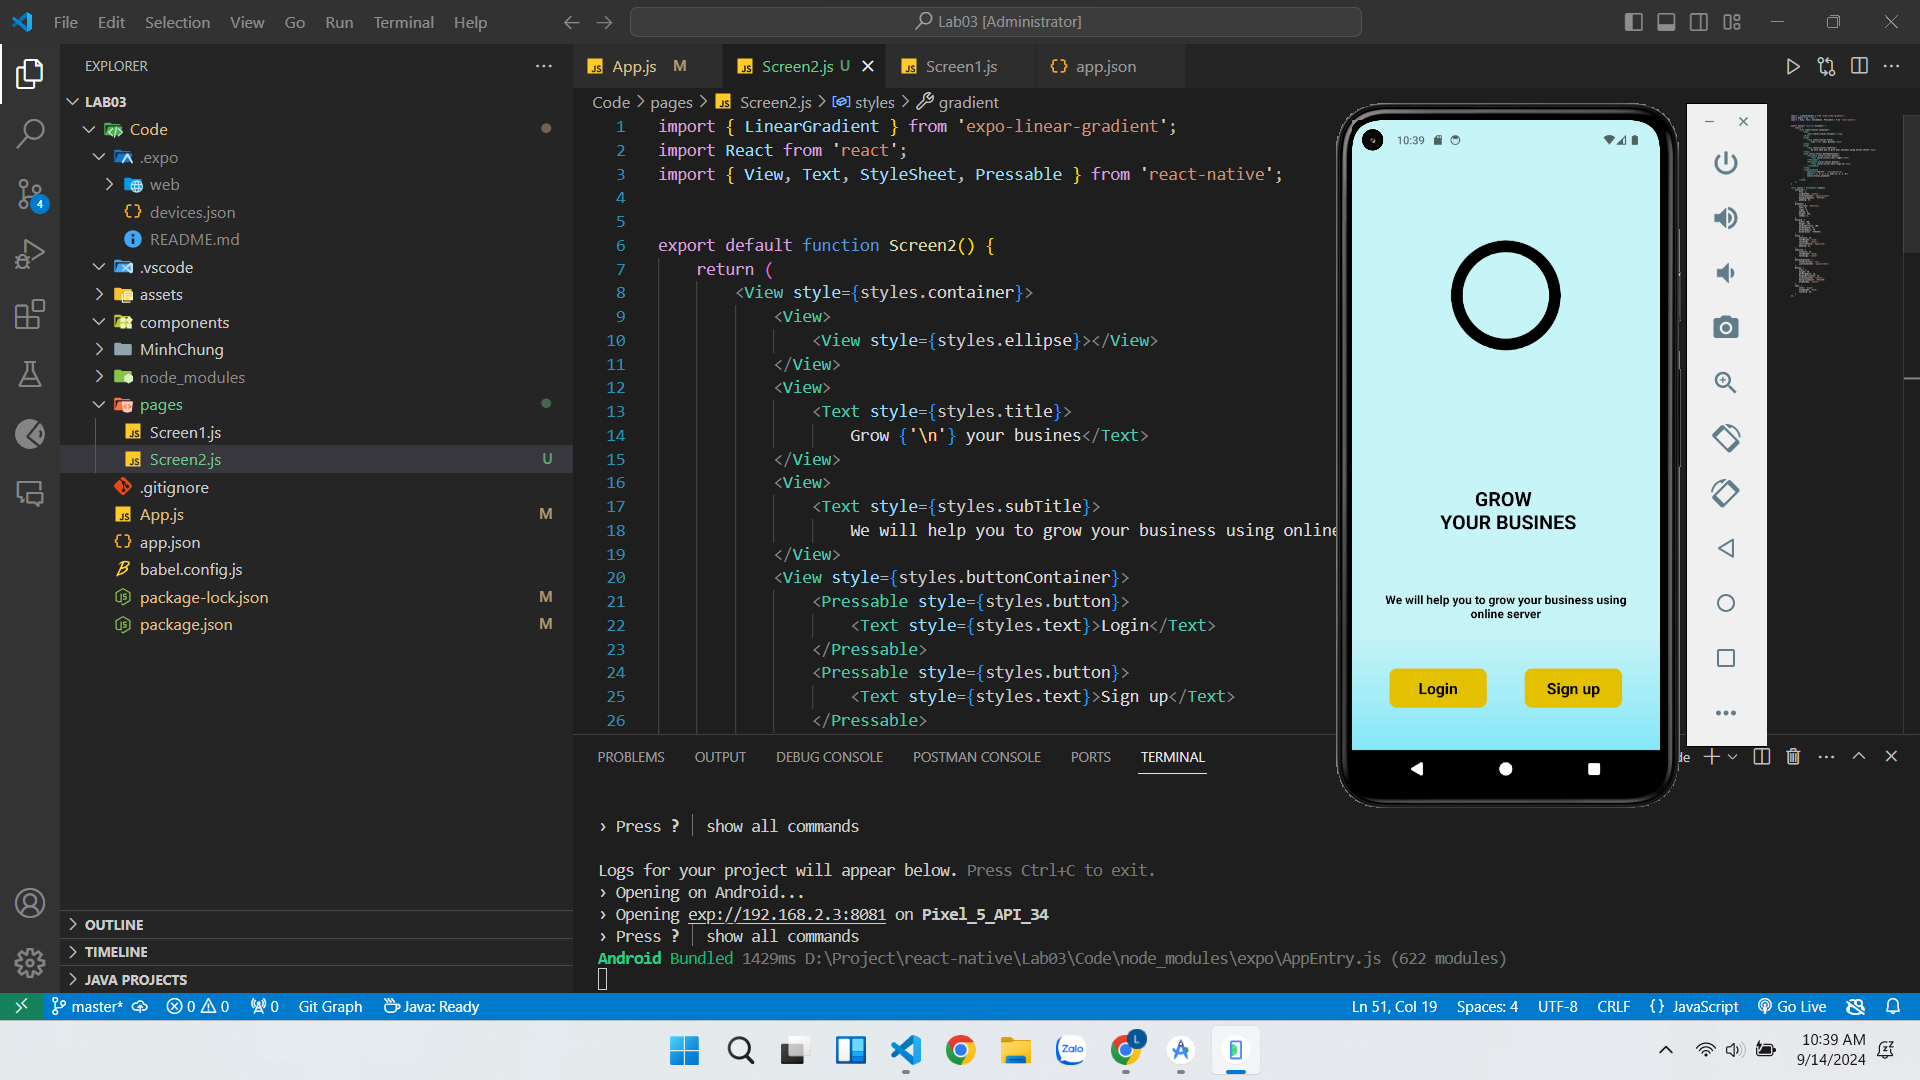 File Edit Selection View Go Run Terminal Help
Lab03 [Administrator]
EXPLORER
LAB03
Code
.expo
web
devices.json
README.md
.vscode
assets
components
MinhChung
node_modules
pages
Screen1.js
Screen2.js U
.gitignore
App.js M
app.json
babel.config.js
package-lock.json M
package.json M
OUTLINE
TIMELINE
JAVA PROJECTS
4
App.js M
Screen2.js U
Screen1.js
app.json
Code > pages > Screen2.js > styles > gradient
1 import { LinearGradient } from 'expo-linear-gradient';
2 import React from 'react';
3 import { View, Text, StyleSheet, Pressable } from 'react-native';
4
5
6 export default function Screen2() {
7 return (
8 <View style={styles.container}>
9 <View>
10 <View style={styles.ellipse}></View>
11 </View>
12 <View>
13 <Text style={styles.title}>
14 Grow {'\n'} your busines</Text>
15 </View>
16 <View>
17 <Text style={styles.subTitle}>
18 We will help you to grow your business using online
19 </View>
20 <View style={styles.buttonContainer}>
21 <Pressable style={styles.button}>
22 <Text style={styles.text}>Login</Text>
23 </Pressable>
24 <Pressable style={styles.button}>
25 <Text style={styles.text}>Sign up</Text>
26 </Pressable>
10:39
GROW
YOUR BUSINES
We will help you to grow your business using
online server
Login
Sign up
PROBLEMS OUTPUT DEBUG CONSOLE POSTMAN CONSOLE PORTS TERMINAL
de
› Press ? │ show all commands
Logs for your project will appear below. Press Ctrl+C to exit.
› Opening on Android...
› Opening exp://192.168.2.3:8081 on Pixel_5_API_34
› Press ? │ show all commands
Android Bundled 1429ms D:\Project\react-native\Lab03\Code\node_modules\expo\AppEntry.js (622 modules)
master* 0 0 0 Git Graph Java: Ready
Ln 51, Col 19 Spaces: 4 UTF-8 CRLF {} JavaScript Go Live
Zalo
L
10:39 AM
9/14/2024